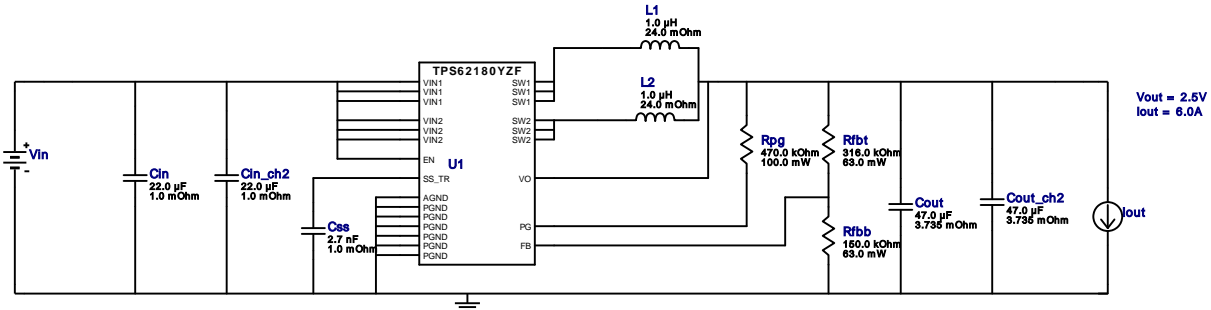 L1
1.0 µH
24.0 mOhm
TPS62180YZF
VIN1
VIN1
VIN1
VIN2
VIN2
VIN2
EN
SS_TR
AGND
PGND
PGND
PGND
PGND
PGND
PGND
SW1
SW1
SW1
SW2
SW2
SW2
VO
PG
FB
U1
L2
1.0 µH
24.0 mOhm
Vout = 2.5V
Iout = 6.0A
+
Vin
-
Cin
22.0 µF
1.0 mOhm
Cin_ch2
22.0 µF
1.0 mOhm
Css
2.7 nF
1.0 mOhm
Rpg
470.0 kOhm
100.0 mW
Rfbt
316.0 kOhm
63.0 mW
Rfbb
150.0 kOhm
63.0 mW
Cout
47.0 µF
3.735 mOhm
Cout_ch2
47.0 µF
3.735 mOhm
Iout